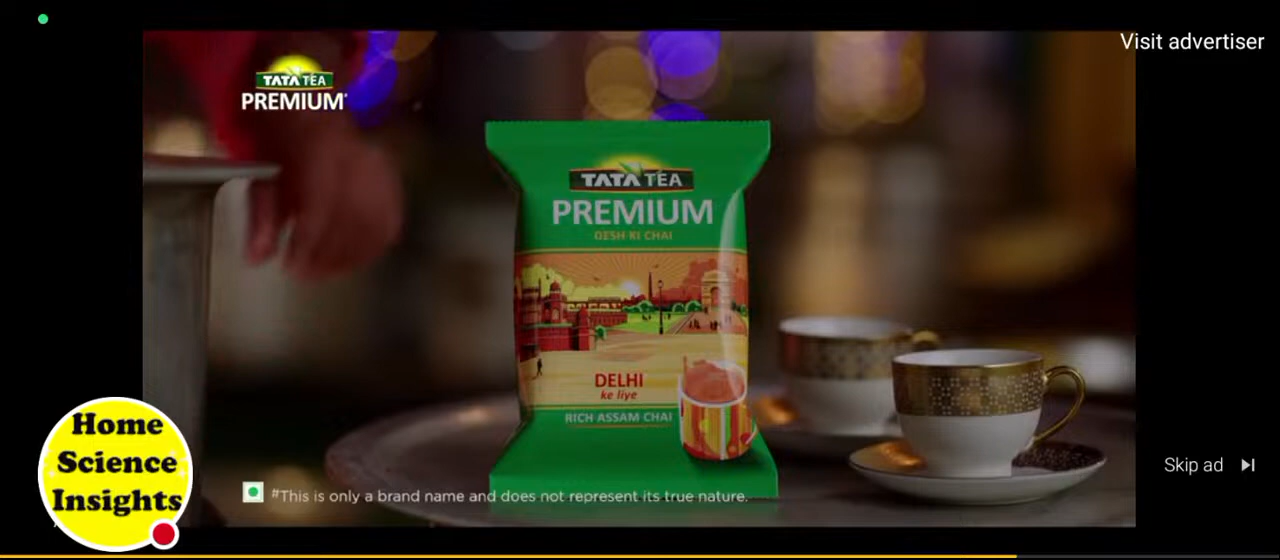 Visit advertiser
TATA TEA
PREMIUM
TATA TEA
PREMIUM
DESH KI CHAI
DELHI
ke liye
RICH ASSAM CHAI
Home
Science
Insights
Skip ad
#This is only a brand name and does not represent its true nature.